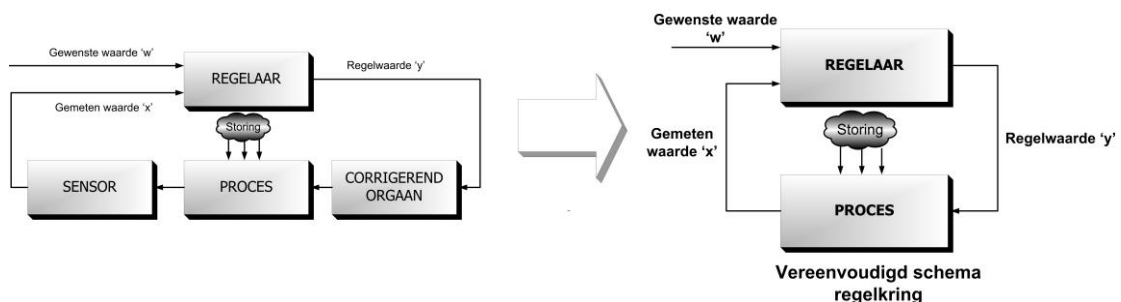 Gewenste waarde ‘w’
REGELAAR
Regelwaarde ‘y’
Gemeten waarde ‘x’
Storing
SENSOR
PROCES
CORRIGEREND
ORGAAN
Gewenste waarde
‘w’
REGELAAR
Gemeten
waarde ‘x’
Storing
Regelwaarde ‘y’
PROCES
Vereenvoudigd schema
regelkring